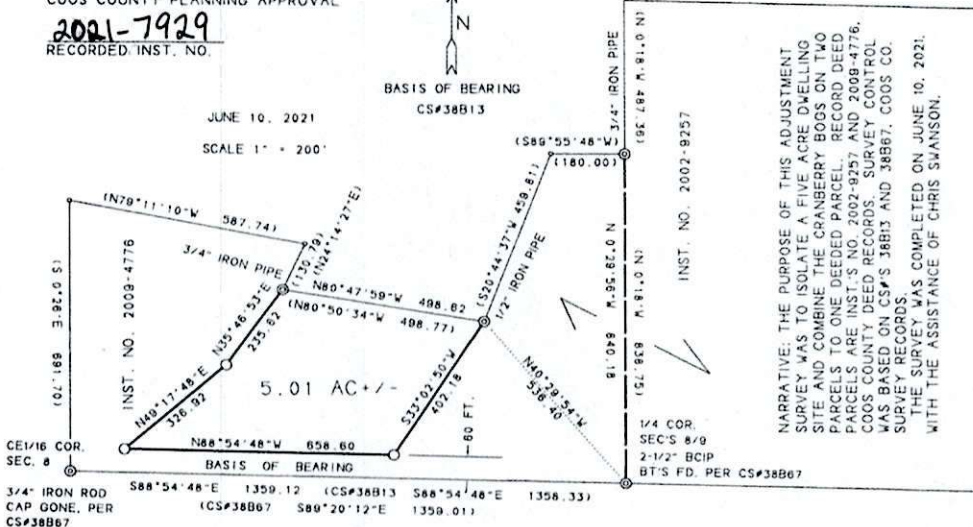 COOS COUNTY PLANNING APPROVAL
2021-7929
RECORDED INST. NO.
N
BASIS OF BEARING
CS#38B13
JUNE 10, 2021
SCALE 1" = 200'
(N 0°18'W 487.36)
3/4" IRON PIPE
(S89°55'48"W)
(180.00)
INST. NO. 2002-9257
(N79°11'10"W 587.74)
3/4" IRON PIPE
(130.79)
(N24°14'27"E)
(S20°44'37"W 459.81)
1/2" IRON PIPE
N 0°29'56"W 840.18
(N 0°18'W 838.75)
(S 0°26'E 691.70)
INST. NO. 2009-4776
N35°46'53"E
235.62
N80°47'59"W 498.62
(N80°50'34"W 498.77)
N49°17'48"E
326.92
5.01 AC+/-
S33°02'50"W
402.18
N40°29'54"W
536.40
60 FT.
N88°54'48"W 658.60
BASIS OF BEARING
CE1/16 COR.
SEC. 8
1/4 COR.
SEC'S 8/9
2-1/2" BCIP
BT'S FD. PER CS#38B67
3/4" IRON ROD
CAP GONE, PER
CS#38B67
S88°54'48"E 1359.12 (CS#38B13 S88°54'48"E 1358.33)
(CS#38B67 S89°20'12"E 1359.01)
NARRATIVE: THE PURPOSE OF THIS ADJUSTMENT
SURVEY WAS TO ISOLATE A FIVE ACRE DWELLING
SITE AND COMBINE THE CRANBERRY BOGS ON TWO
PARCELS TO ONE DEEDED PARCEL. RECORD DEED
PARCELS ARE INST.'S NO. 2002-9257 AND 2009-4776,
COOS COUNTY DEED RECORDS. SURVEY CONTROL
WAS BASED ON CS#'S 38B13 AND 38B67, COOS CO.
SURVEY RECORDS.
THE SURVEY WAS COMPLETED ON JUNE 10, 2021,
WITH THE ASSISTANCE OF CHRIS SWANSON.